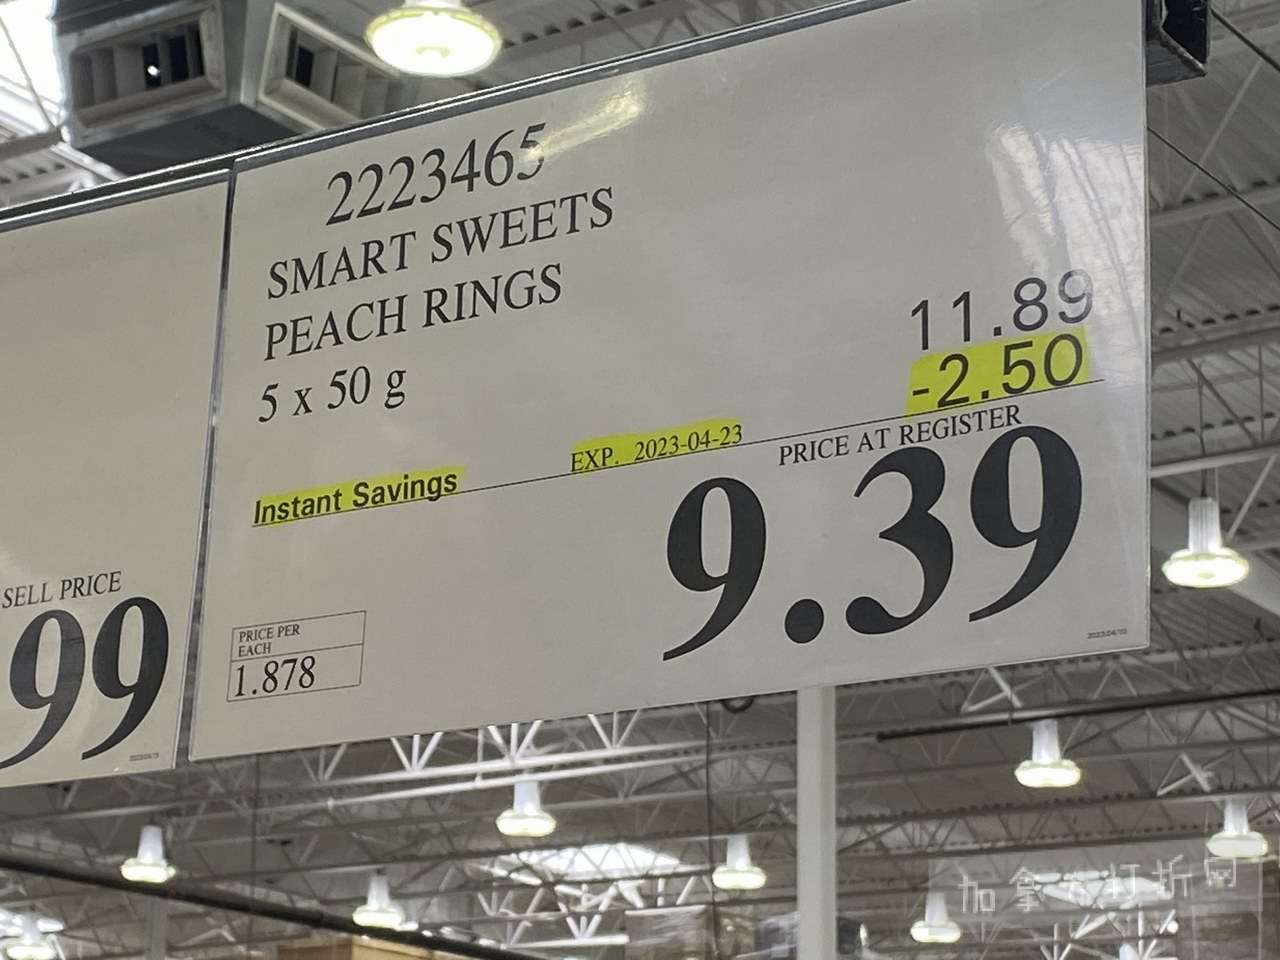 2223465
SMART SWEETS
PEACH RINGS
5 x 50 g
11.89
-2.50
Instant Savings
EXP. 2023-04-23
PRICE AT REGISTER
9.39
PRICE PER
EACH
1.878
SELL PRICE
99
加拿大打折网